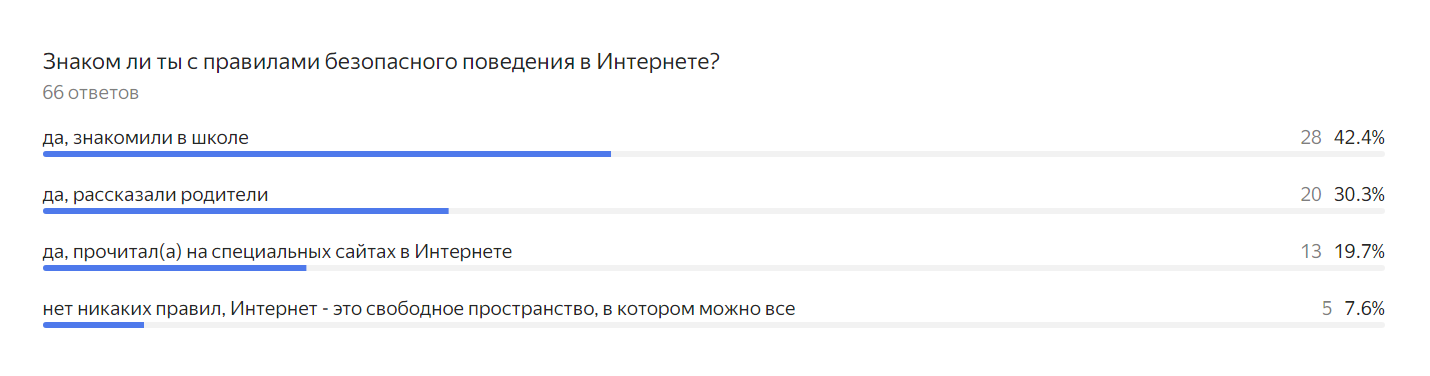 Знаком ли ты с правилами безопасного поведения в Интернете?
66 ответов
да, знакомили в школе 28 42.4%
да, рассказали родители 20 30.3%
да, прочитал(а) на специальных сайтах в Интернете 13 19.7%
нет никаких правил, Интернет - это свободное пространство, в котором можно все 5 7.6%